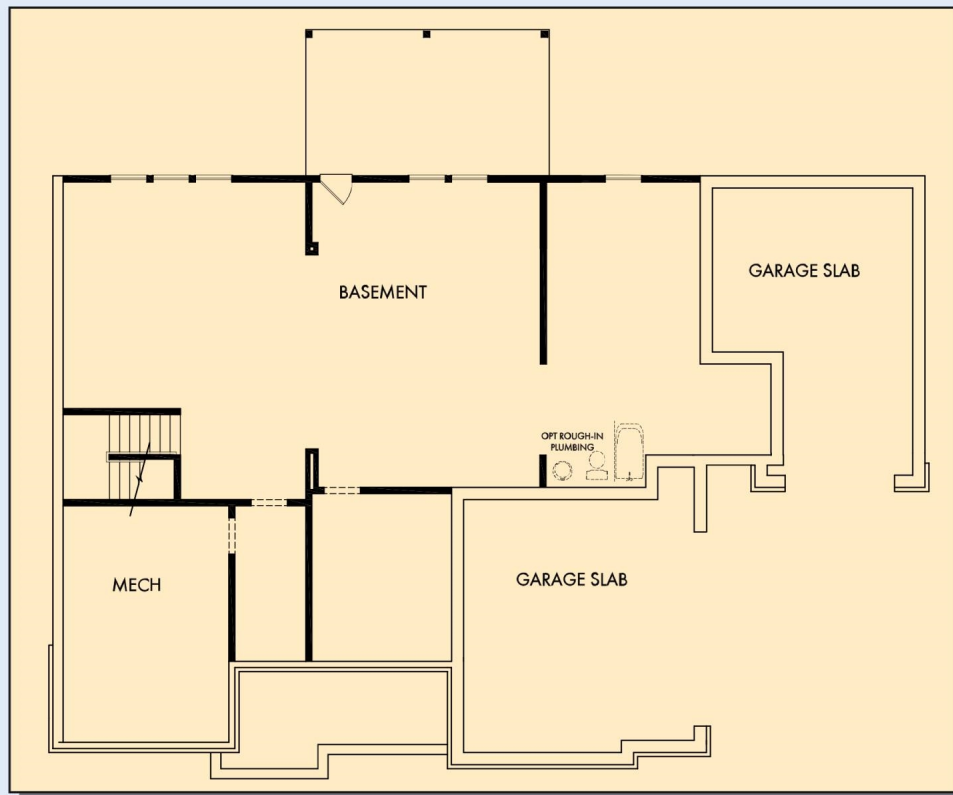 GARAGE SLAB
BASEMENT
OPT ROUGH-IN
PLUMBING
MECH
GARAGE SLAB